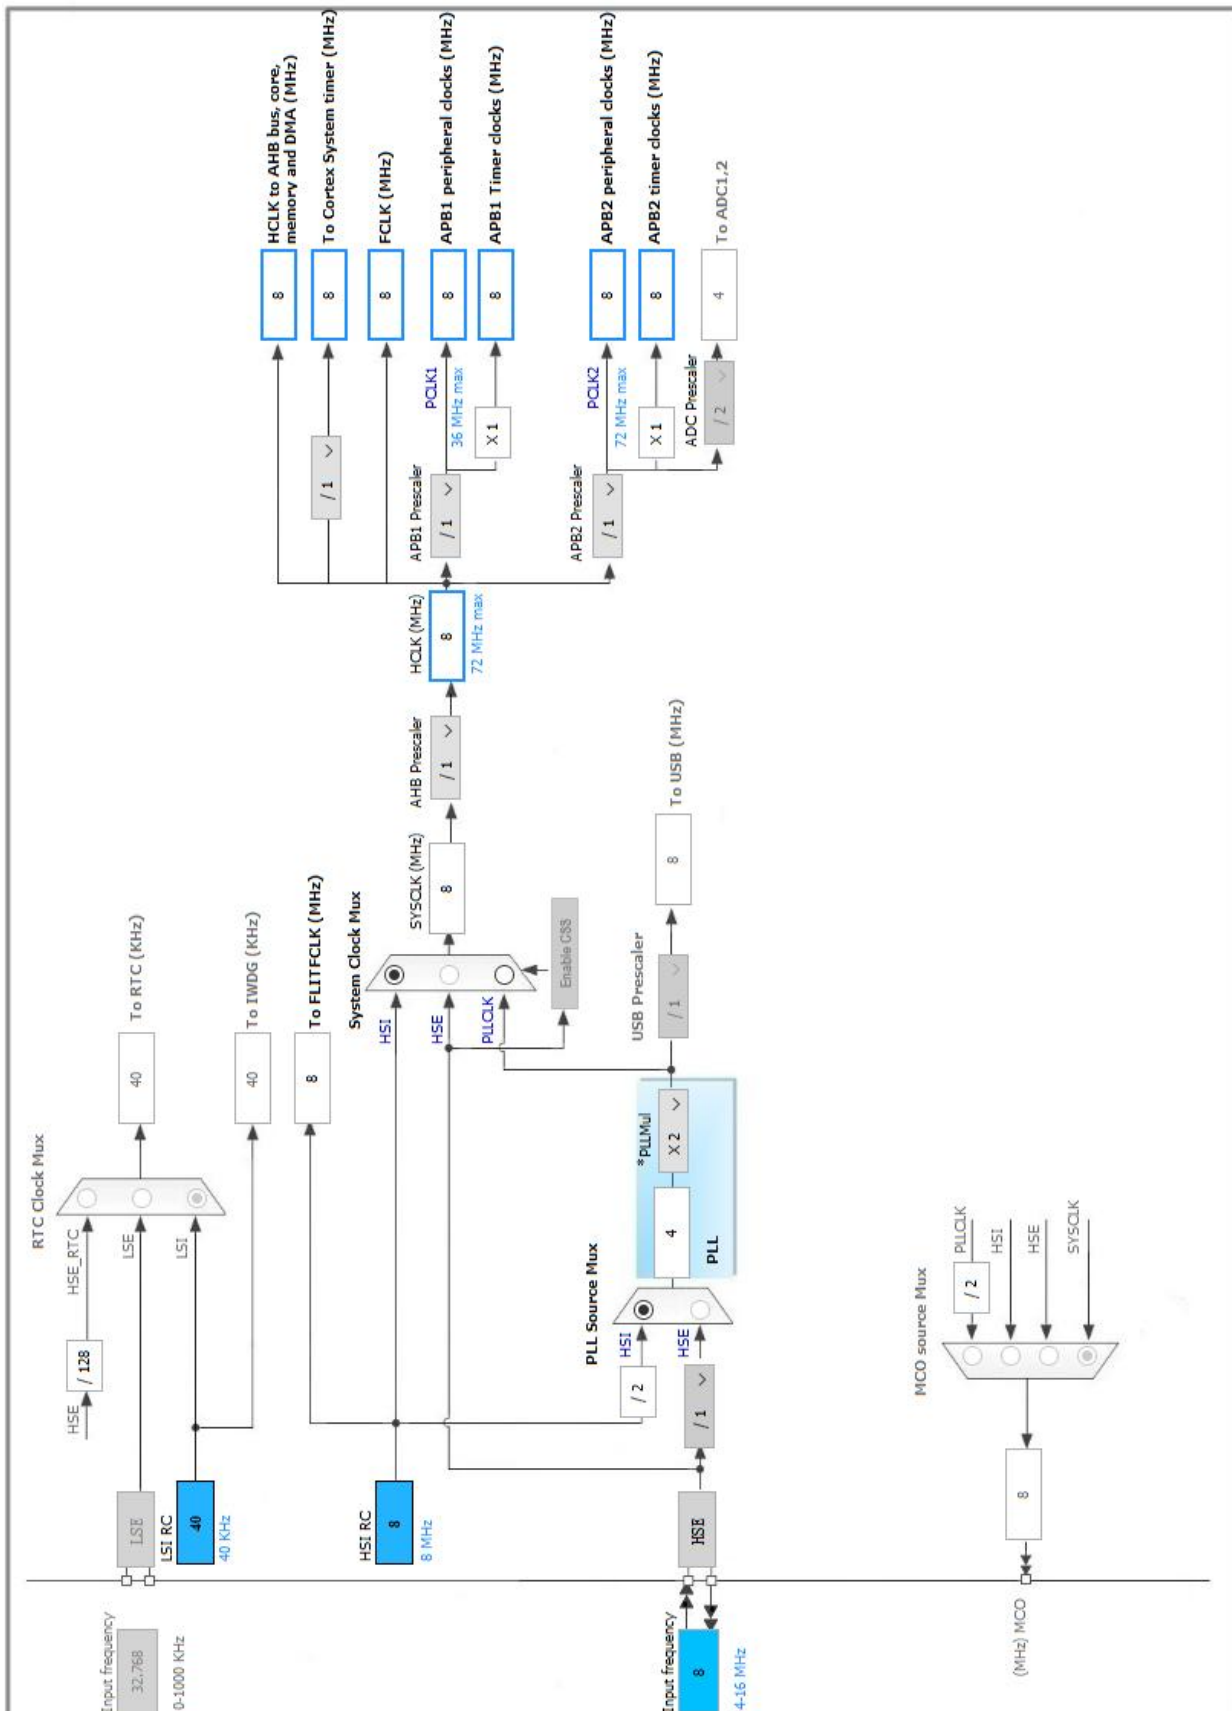 RTC Clock Mux
HSE
/ 128
HSE_RTC
LSE
LSI
40
To RTC (KHz)
Input frequency
32.768
0-1000 KHz
LSE
LSI RC
40
40 KHz
40
To IWDG (KHz)
8
To FLITFCLK (MHz)
HSI RC
8
8 MHz
System Clock Mux
HSI
HSE
PLLCLK
Enable CSS
SYSCLK (MHz)
8
AHB Prescaler
/ 1
HCLK (MHz)
8
72 MHz max
/ 1
8
HCLK to AHB bus, core,
memory and DMA (MHz)
8
To Cortex System timer (MHz)
8
FCLK (MHz)
APB1 Prescaler
/ 1
PCLK1
36 MHz max
8
APB1 peripheral clocks (MHz)
X 1
8
APB1 Timer clocks (MHz)
APB2 Prescaler
/ 1
PCLK2
72 MHz max
8
APB2 peripheral clocks (MHz)
X 1
8
APB2 timer clocks (MHz)
ADC Prescaler
/ 2
4
To ADC1,2
PLL Source Mux
/ 2
HSI
HSE
/ 1
4
*PLLMul
X 2
PLL
USB Prescaler
/ 1
8
To USB (MHz)
Input frequency
8
4-16 MHz
HSE
MCO source Mux
/ 2
PLLCLK
HSI
HSE
SYSCLK
8
(MHz) MCO